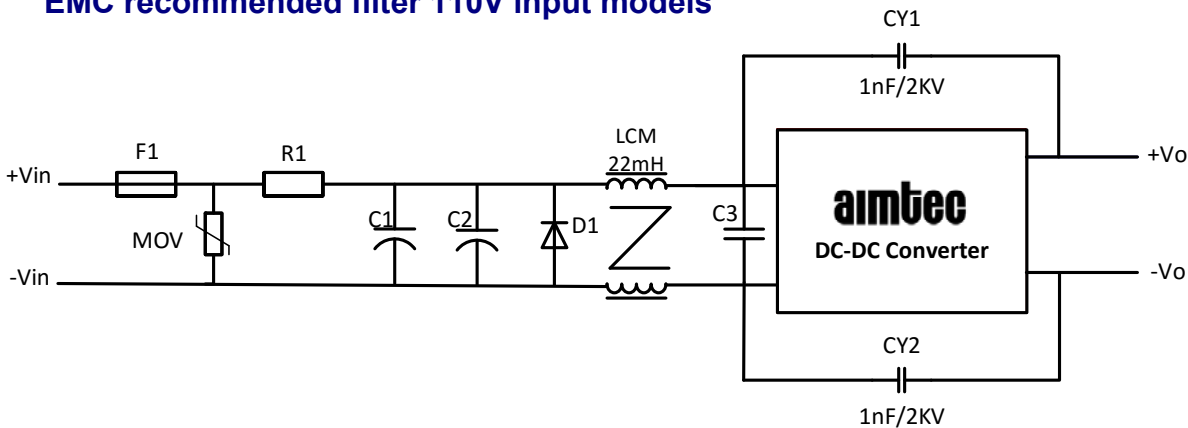 EMC recommended filter 110V input models
CY1
1nF/2KV
F1
R1
LCM
22mH
+Vin
+Vo
MOV
C1
C2
D1
C3
aimtec
DC-DC Converter
-Vin
-Vo
CY2
1nF/2KV